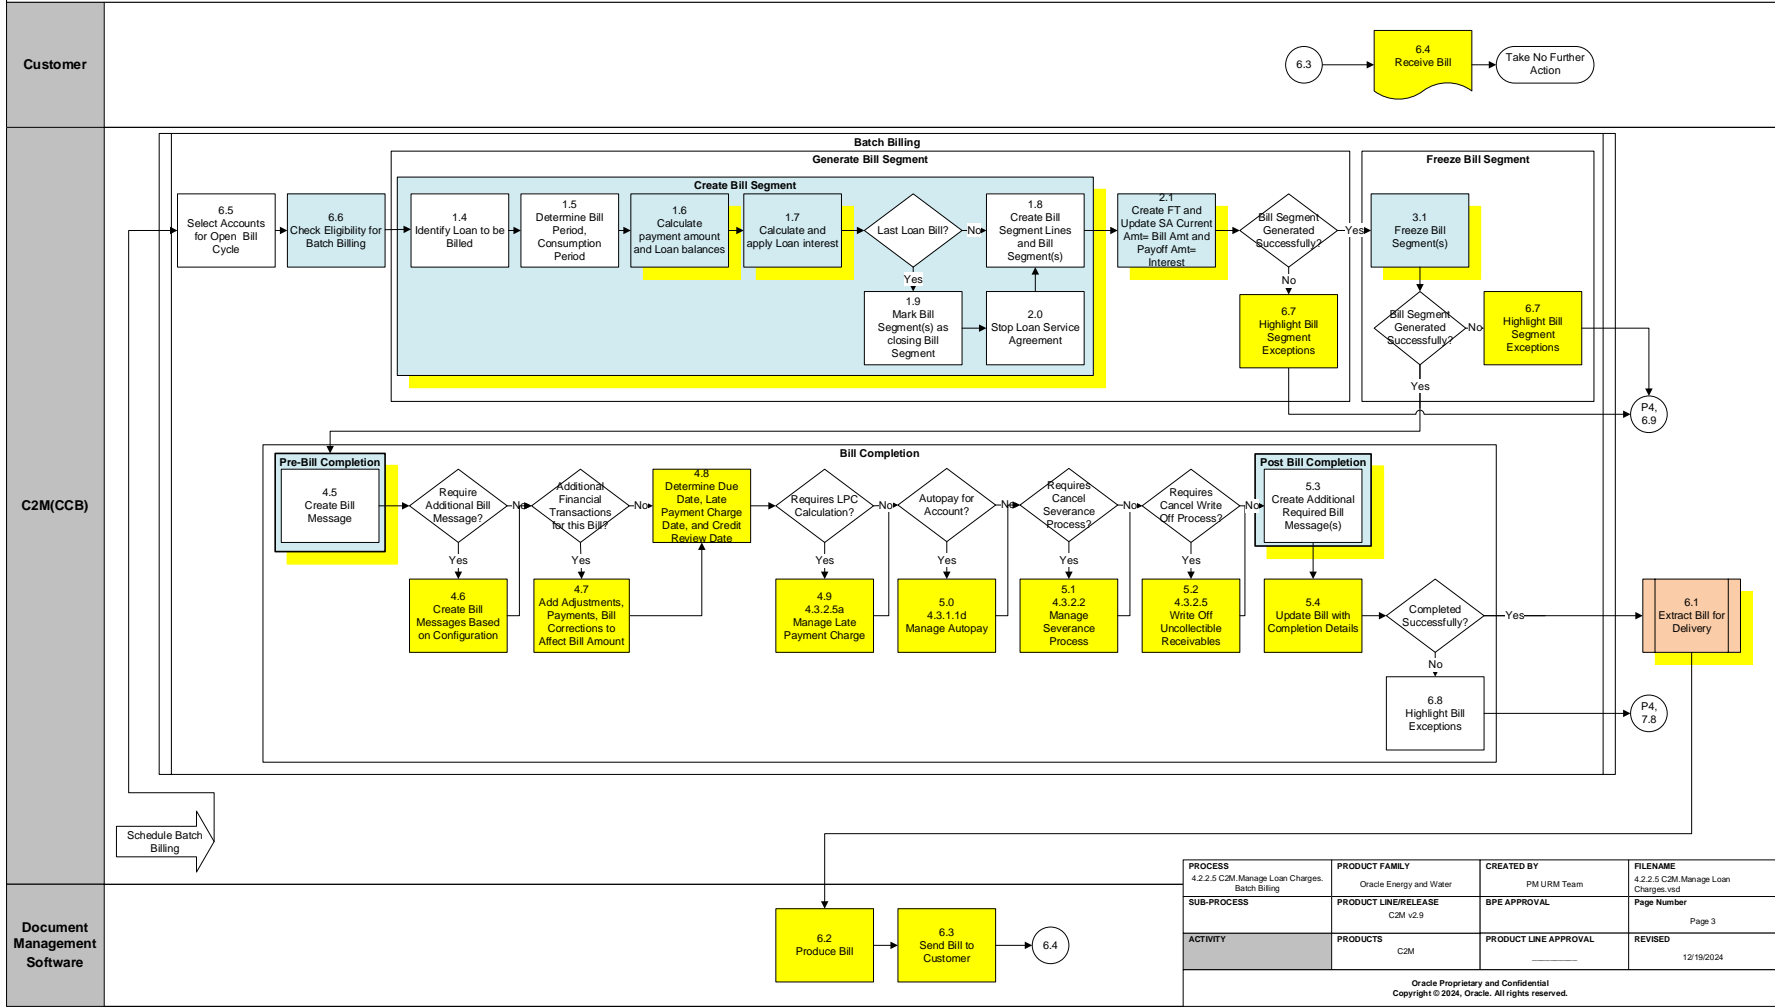 Customer
6.3
6.4
Receive Bill
Take No Further
Action
C2M(CCB)
Batch Billing
Generate Bill Segment
Freeze Bill Segment
Create Bill Segment
6.5
Select Accounts
for Open Bill
Cycle
6.6
Check Eligibility for
Batch Billing
1.4
Identify Loan to be
Billed
1.5
Determine Bill
Period,
Consumption
Period
1.6
Calculate
payment amount
and Loan balances
1.7
Calculate and
apply Loan interest
Last Loan Bill?
No
Yes
1.8
Create Bill
Segment Lines
and Bill
Segment(s)
1.9
Mark Bill
Segment(s) as
closing Bill
Segment
2.0
Stop Loan Service
Agreement
2.1
Create FT and
Update SA Current
Amt= Bill Amt and
Payoff Amt=
Interest
Bill Segment
Generated
Successfully?
Yes
No
6.7
Highlight Bill
Segment
Exceptions
3.1
Freeze Bill
Segment(s)
Bill Segment
Generated
Successfully?
No
Yes
6.7
Highlight Bill
Segment
Exceptions
P4,
6.9
Bill Completion
Pre-Bill Completion
4.5
Create Bill
Message
Require
Additional Bill
Message?
No
Yes
4.6
Create Bill
Messages Based
on Configuration
Additional
Financial
Transactions
for this Bill?
No
Yes
4.7
Add Adjustments,
Payments, Bill
Corrections to
Affect Bill Amount
4.8
Determine Due
Date, Late
Payment Charge
Date, and Credit
Review Date
Requires LPC
Calculation?
No
Yes
4.9
4.3.2.5a
Manage Late
Payment Charge
Autopay for
Account?
No
Yes
5.0
4.3.1.1d
Manage Autopay
Requires
Cancel
Severance
Process?
No
Yes
5.1
4.3.2.2
Manage
Severance
Process
Requires
Cancel Write
Off Process?
No
Yes
5.2
4.3.2.5
Write Off
Uncollectible
Receivables
Post Bill Completion
5.3
Create Additional
Required Bill
Message(s)
5.4
Update Bill with
Completion Details
Completed
Successfully?
Yes
No
6.8
Highlight Bill
Exceptions
P4,
7.8
6.1
Extract Bill for
Delivery
Schedule Batch
Billing
Document
Management
Software
6.2
Produce Bill
6.3
Send Bill to
Customer
6.4
PROCESS
4.2.2.5 C2M.Manage Loan Charges.
Batch Billing
PRODUCT FAMILY
Oracle Energy and Water
CREATED BY
PM URM Team
FILENAME
4.2.2.5 C2M.Manage Loan
Charges.vsd
SUB-PROCESS
PRODUCT LINE/RELEASE
C2M v2.9
BPE APPROVAL
Page Number
Page 3
ACTIVITY
PRODUCTS
C2M
PRODUCT LINE APPROVAL
___________
REVISED
12/19/2024
Oracle Proprietary and Confidential
Copyright © 2024, Oracle. All rights reserved.